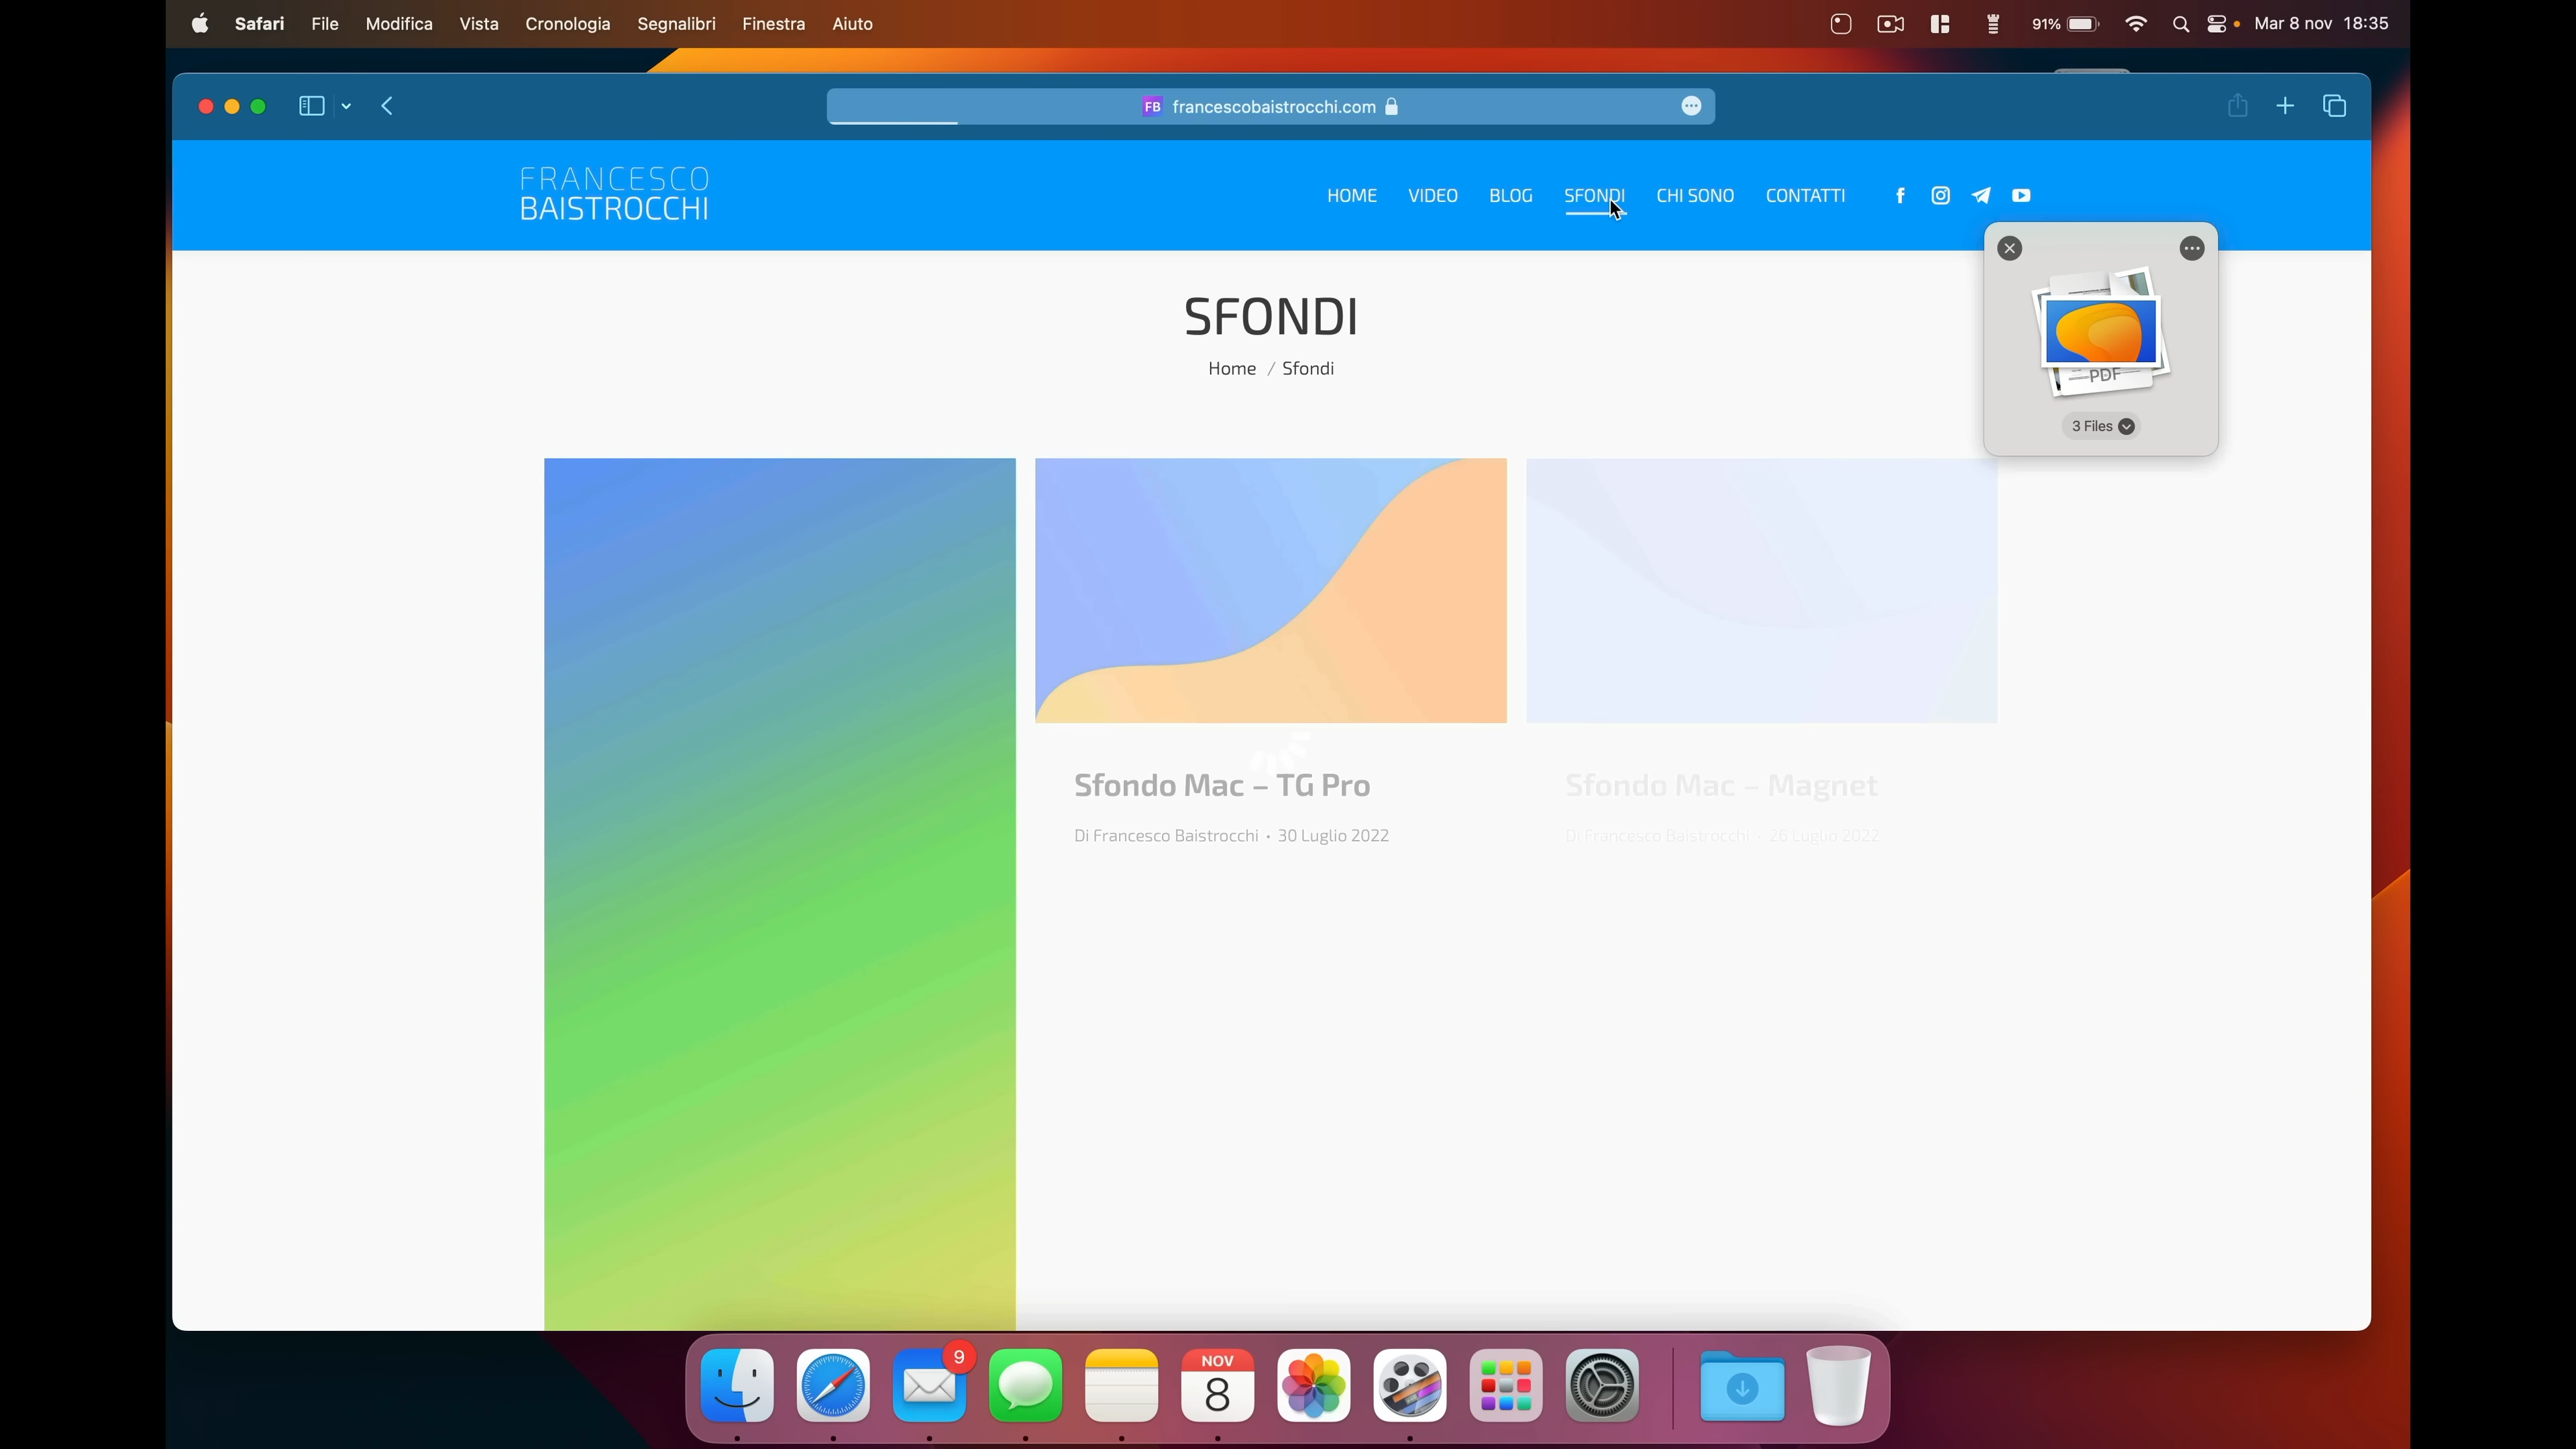 Safari File Modifica Vista Cronologia Segnalibri Finestra Aiuto 91% Mar 8 nov 18:35
FB francescobaistrocchi.com
FRANCESCO
BAISTROCCHI
HOME VIDEO BLOG SFONDI CHI SONO CONTATTI
SFONDI
Home / Sfondi
PDF
3 Files
Sfondo Mac – TG Pro
Sfondo Mac – Magnet
Di Francesco Baistrocchi • 30 Luglio 2022
Di Francesco Baistrocchi • 26 Luglio 2022
9
NOV
8